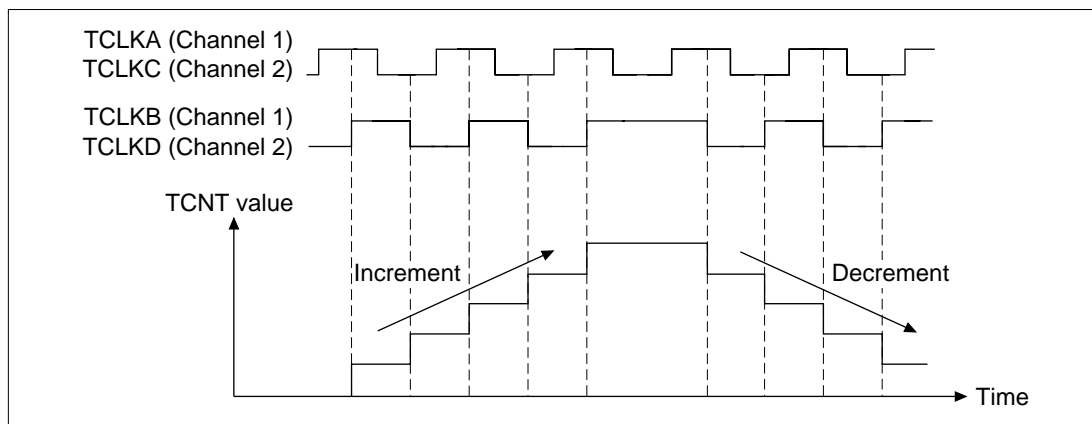 TCLKA (Channel 1)
TCLKC (Channel 2)
TCLKB (Channel 1)
TCLKD (Channel 2)
TCNT value
Increment
Decrement
Time